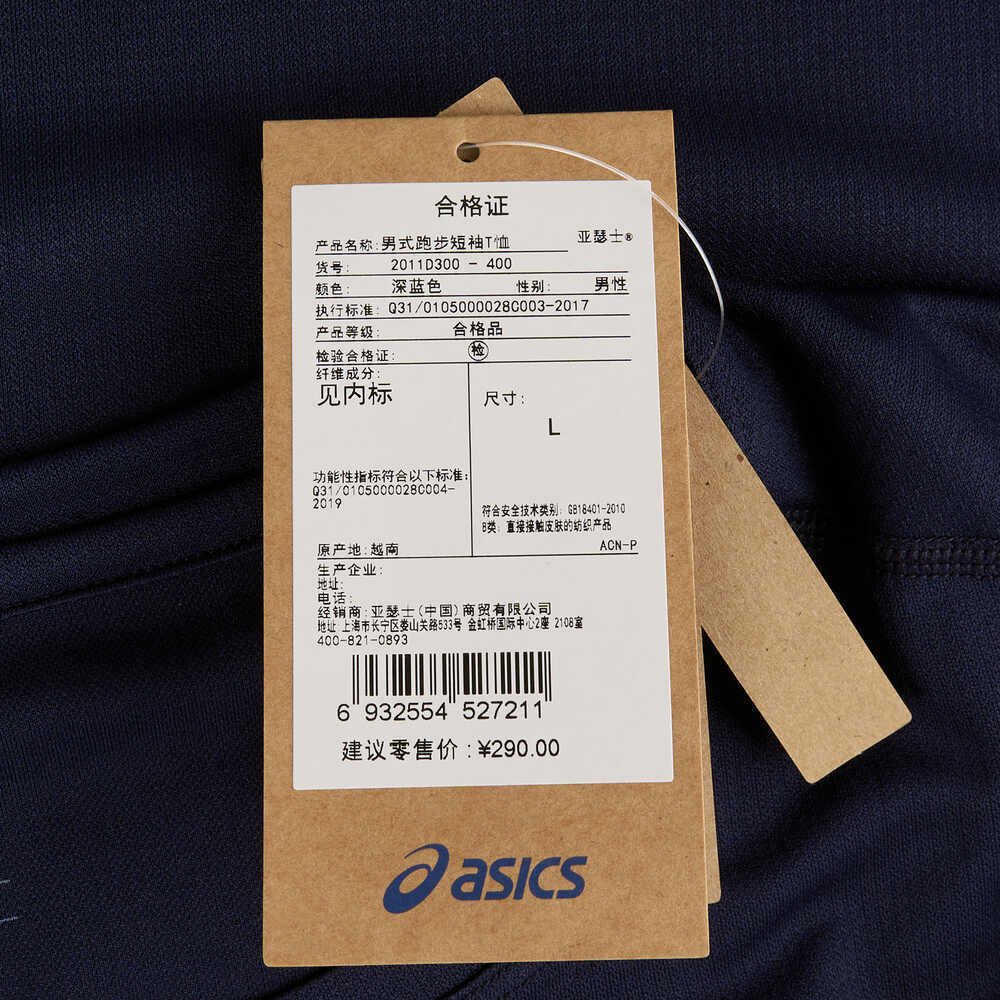 合格证
产品名称:男式跑步短袖T恤 亚瑟士®
货号: 2011D300 - 400
颜色: 深蓝色 性别: 男性
执行标准: Q31/0105000028C003-2017
产品等级: 合格品
检验合格证: 检
纤维成分:
见内标
尺寸:
L
功能性指标符合以下标准:
Q31/0105000028C004-
2019
符合安全技术类别: GB18401-2010
B类: 直接接触皮肤的纺织产品
原产地:越南
ACN-P
生产企业:
地址:
电话:
经销商:亚瑟士(中国)商贸有限公司
地址 上海市长宁区娄山关路533号 金虹桥国际中心2座 2108室
400-821-0893
6 932554 527211
建议零售价 : ¥290.00
asics